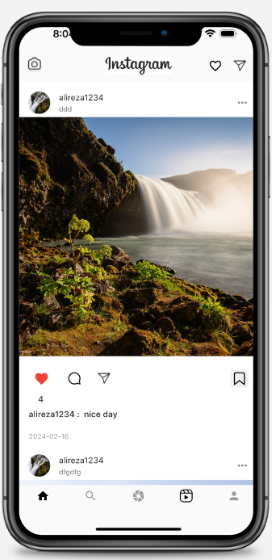 8:0
Instagram
alireza1234
ddd
4
alireza1234 : nice day
2024-02-16
alireza1234
dfgdfg